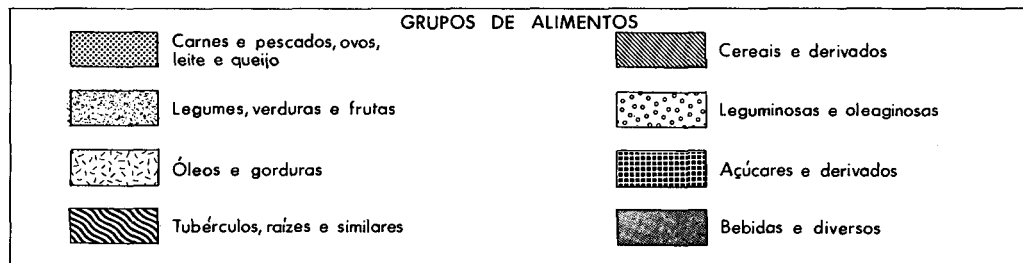 GRUPOS DE ALIMENTOS
Carnes e pescados, ovos,
leite e queijo
Legumes, verduras e frutas
Óleos e gorduras
Tubérculos, raízes e similares
Cereais e derivados
Leguminosas e oleaginosas
Açúcares e derivados
Bebidas e diversos